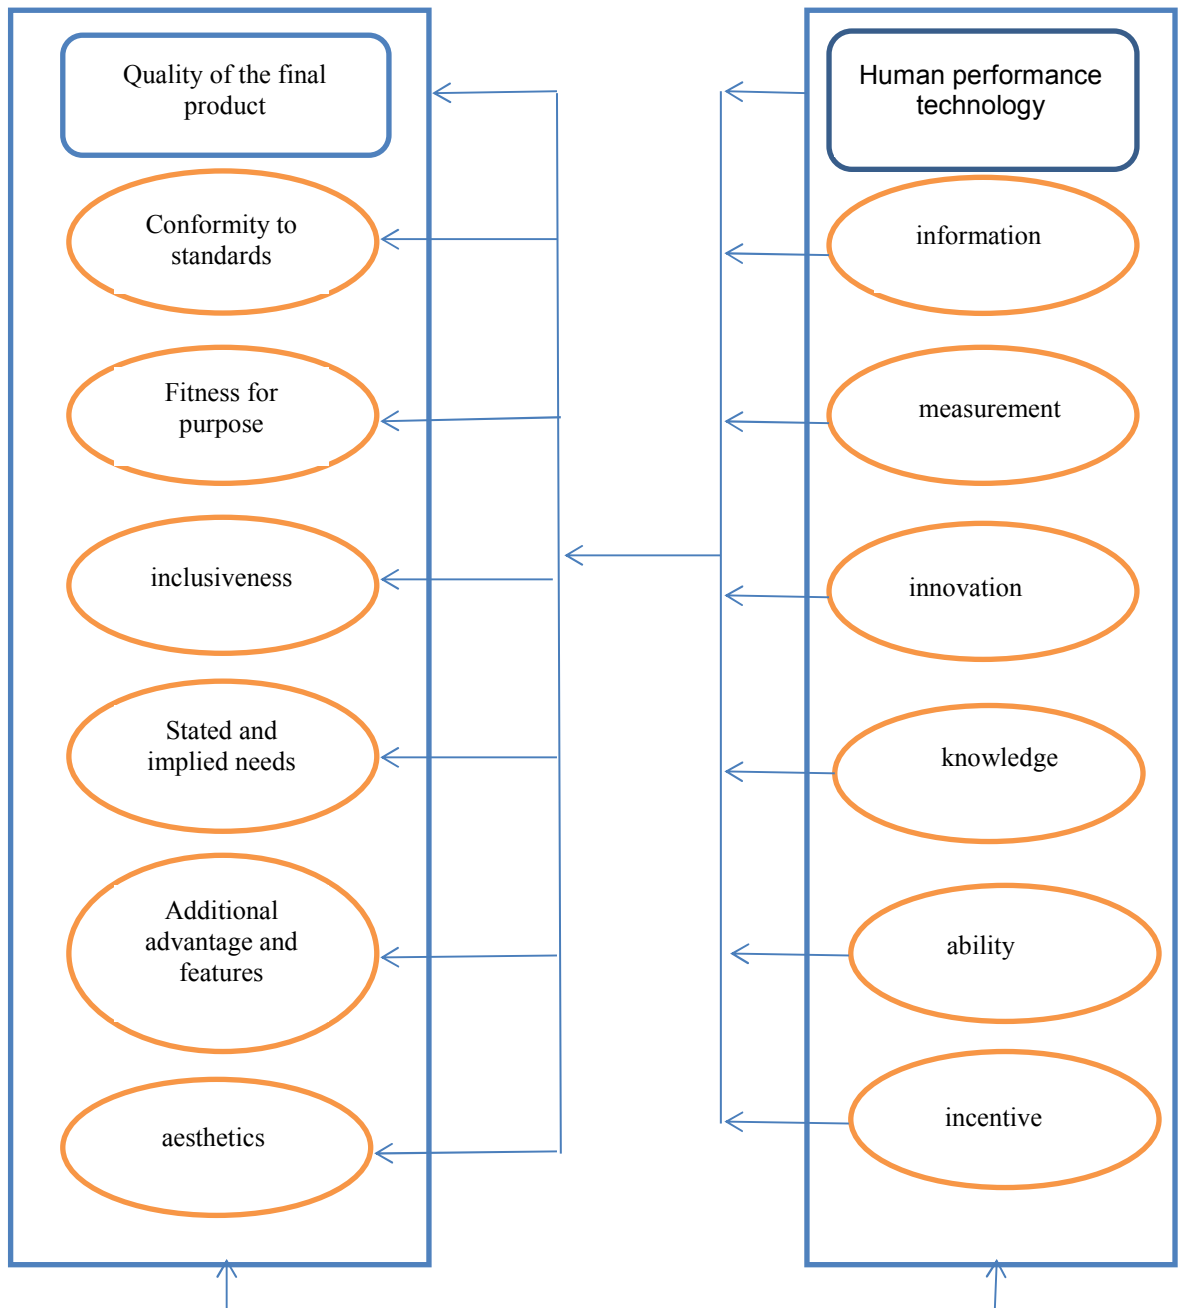 Quality of the final
product
Conformity to
standards
Fitness for
purpose
inclusiveness
Stated and
implied needs
Additional
advantage and
features
aesthetics
Human performance
technology
information
measurement
innovation
knowledge
ability
incentive